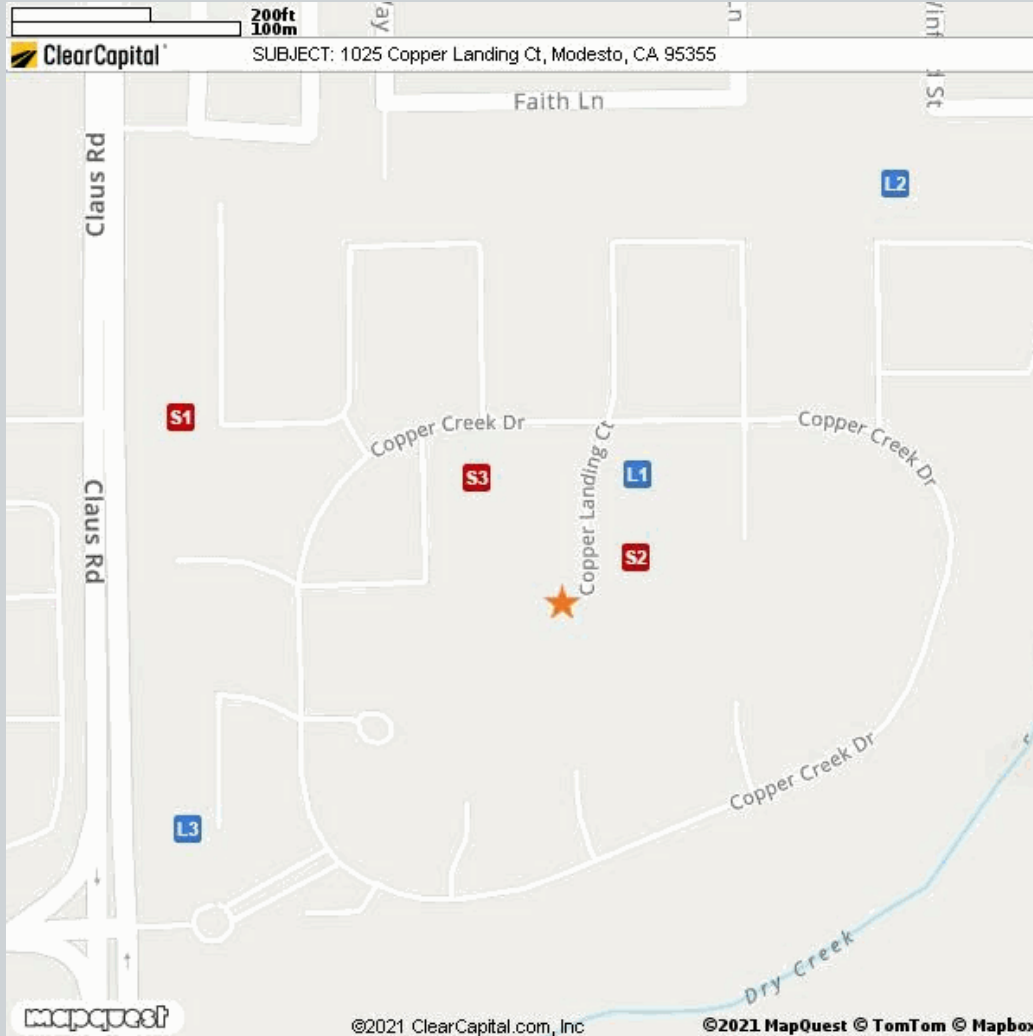 200ft
100m
ClearCapital
SUBJECT: 1025 Copper Landing Ct, Modesto, CA 95355
Faith Ln
Claus Rd
L2
S1
Copper Creek Dr
Copper Creek Dr
S3
L1
Copper Landing Ct
Claus Rd
S2
Copper Creek Dr
L3
Dry Creek
mapquest
©2021 ClearCapital.com, Inc
©2021 MapQuest © TomTom © Mapbox